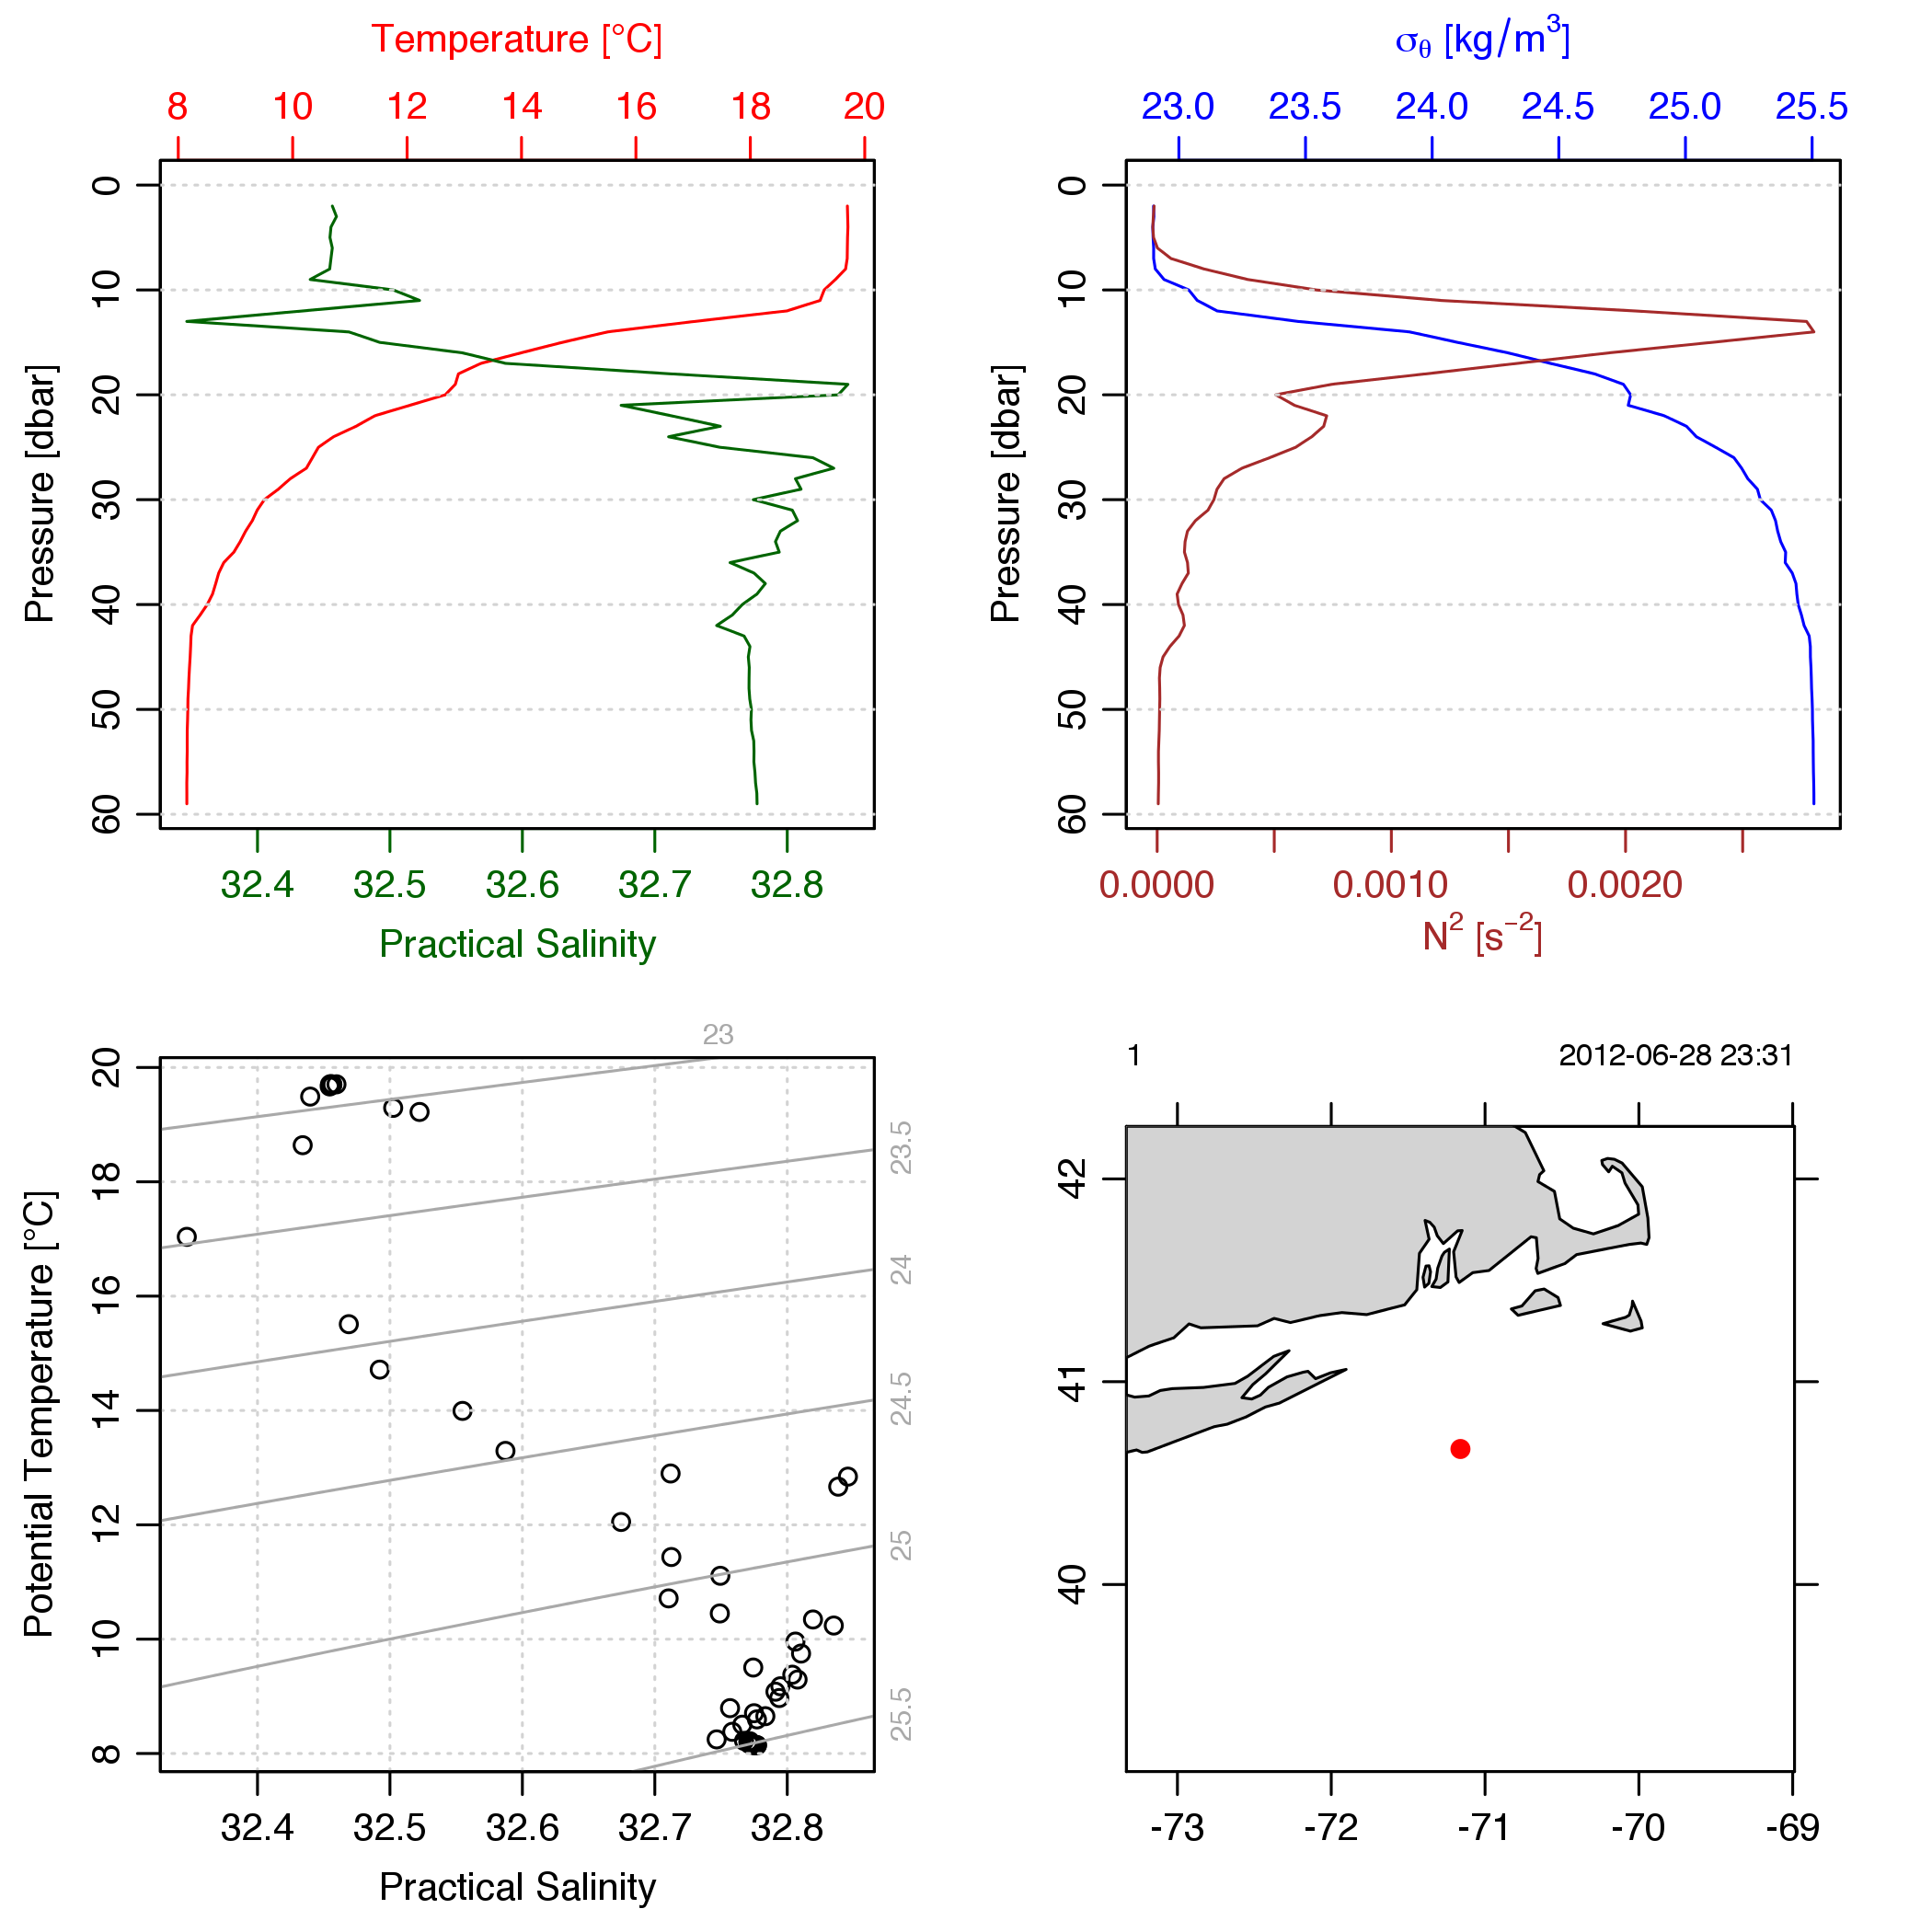 Temperature [°C]
8 10 12 14 16 18 20
0
10
20
30
40
50
60
Pressure [dbar]
32.4 32.5 32.6 32.7 32.8
Practical Salinity
σθ [kg/m³]
23.0 23.5 24.0 24.5 25.0 25.5
0
10
20
30
40
50
60
Pressure [dbar]
0.0000 0.0010 0.0020
N² [s⁻²]
23
20
18
16
14
12
10
8
Potential Temperature [°C]
23.5
24
24.5
25
25.5
32.4 32.5 32.6 32.7 32.8
Practical Salinity
1 2012-06-28 23:31
42
41
40
-73 -72 -71 -70 -69